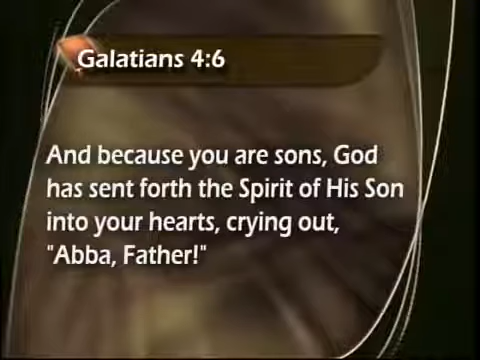 Galatians 4:6
And because you are sons, God
has sent forth the Spirit of His Son
into your hearts, crying out,
"Abba, Father!"